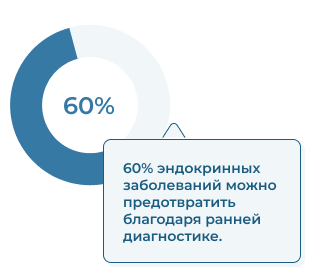 60%
60% эндокринных
заболеваний можно
предотвратить
благодаря ранней
диагностике.